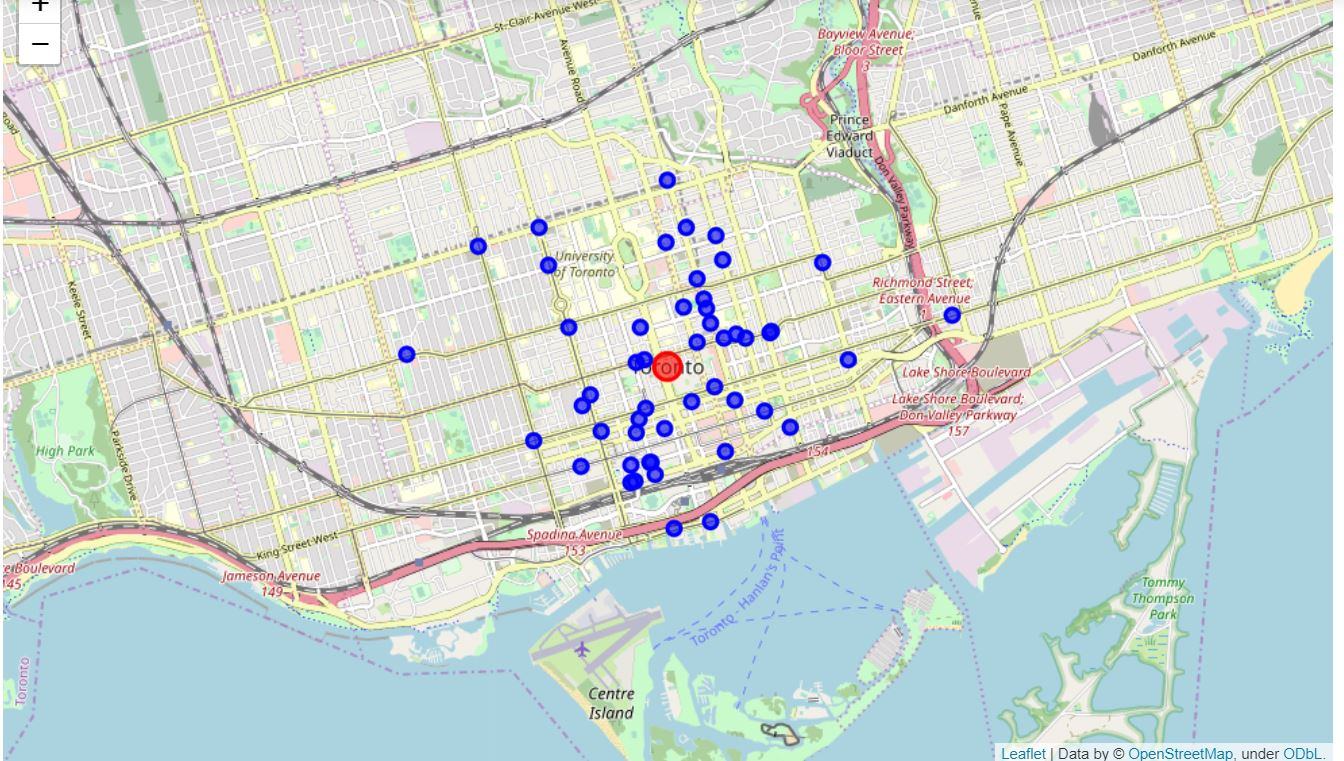 +
−
St. Clair Avenue West
Avenue Road
Bayview Avenue;
Bloor Street
3
Danforth Avenue
Danforth Avenue
Pape Avenue
Road
Prince
Edward
Viaduct
Don Valley Parkway
University
of Toronto
Keele Street
Richmond Street;
Eastern Avenue
Lake Shore Boulevard
Lake Shore Boulevard;
Don Valley Parkway
157
High Park
Parkside Drive
154
King Street West
Spadina Avenue
153
Jameson Avenue
149
e Boulevard
145
Toronto - Hanlan's Point
Tommy
Thompson
Park
Toronto
Centre
Island
Leaflet | Data by © OpenStreetMap, under ODbL.